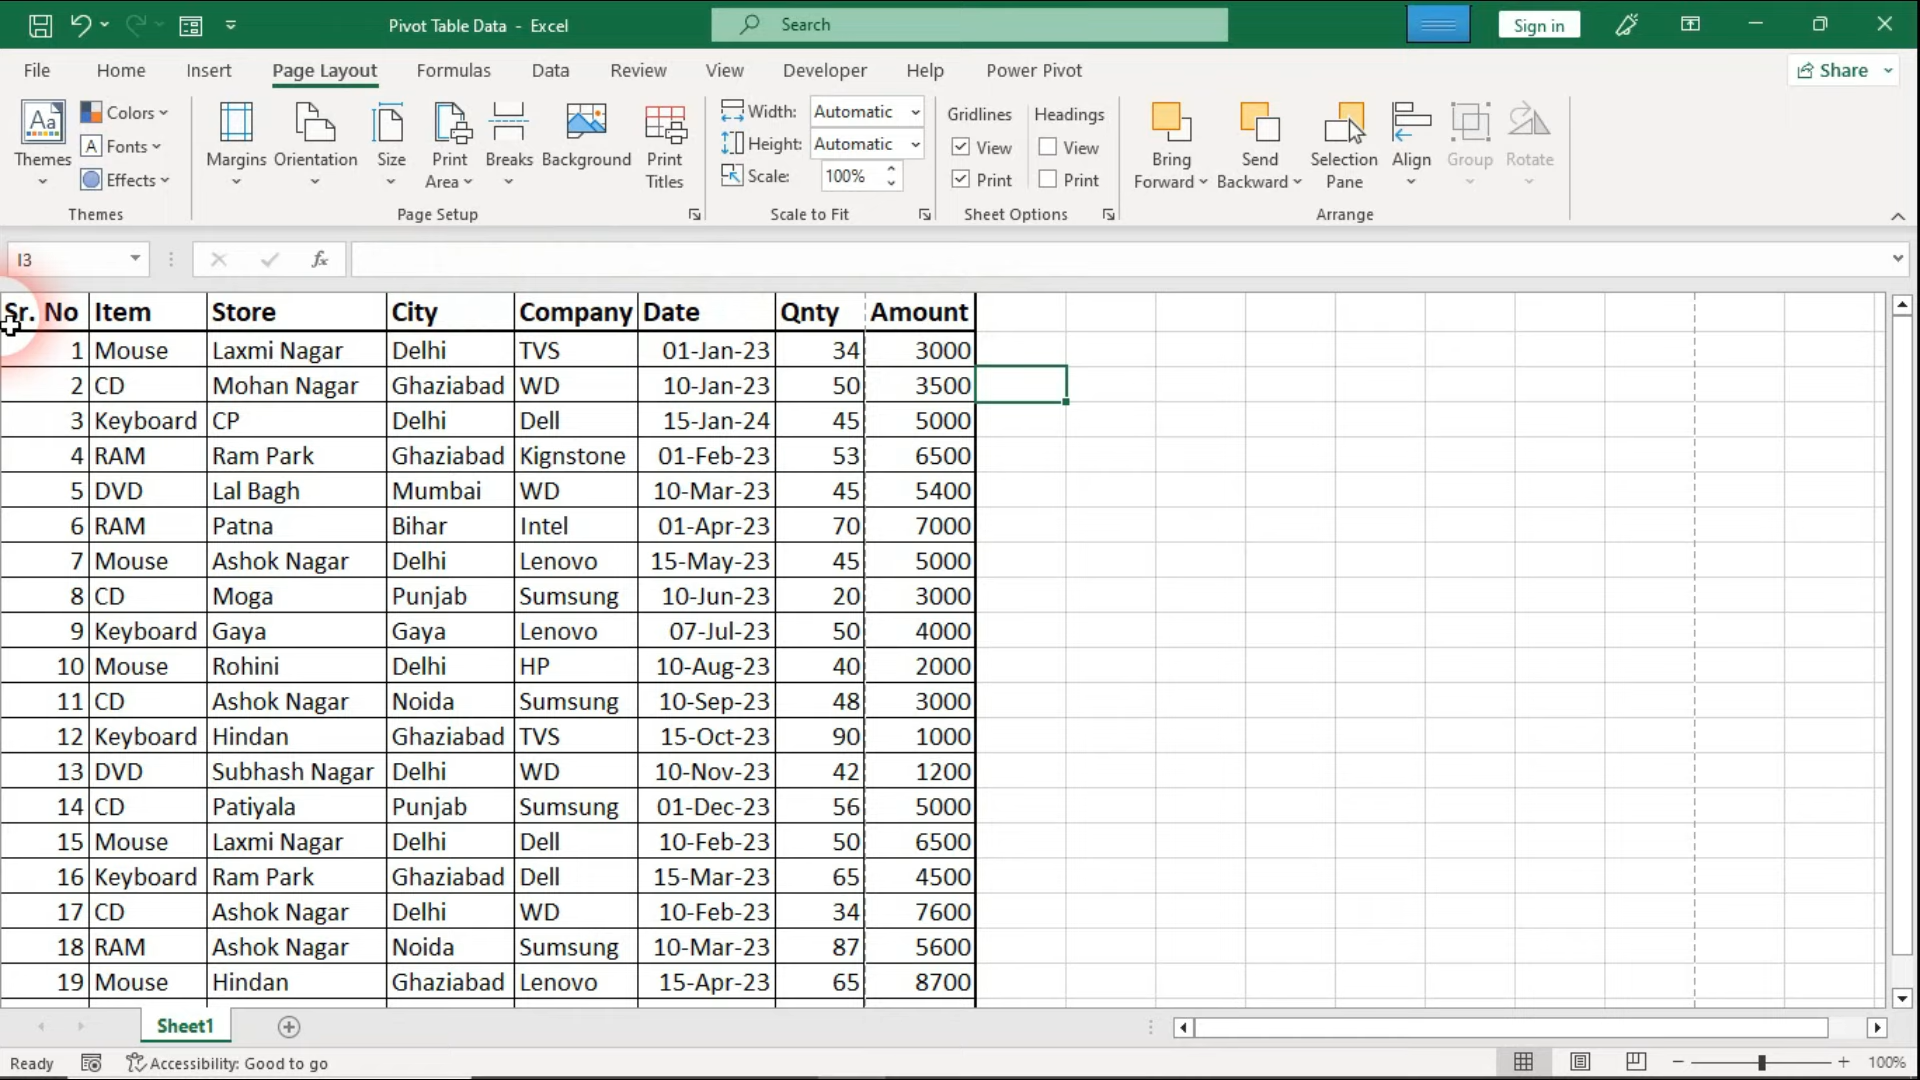 Pivot Table Data - Excel
Search
Sign in
File Home Insert Page Layout Formulas Data Review View Developer Help Power Pivot Share
Aa
Themes
Colors
Fonts
Effects
Themes
Margins
Orientation
Size
Print Area
Breaks
Background
Print Titles
Page Setup
Width: Automatic
Height: Automatic
Scale: 100%
Scale to Fit
Gridlines
View
Print
Headings
View
Print
Sheet Options
Bring Forward
Send Backward
Selection Pane
Align
Group
Rotate
Arrange
I3 fx
Sr. No Item Store City Company Date Qnty Amount
1 Mouse Laxmi Nagar Delhi TVS 01-Jan-23 34 3000
2 CD Mohan Nagar Ghaziabad WD 10-Jan-23 50 3500
3 Keyboard CP Delhi Dell 15-Jan-24 45 5000
4 RAM Ram Park Ghaziabad Kignstone 01-Feb-23 53 6500
5 DVD Lal Bagh Mumbai WD 10-Mar-23 45 5400
6 RAM Patna Bihar Intel 01-Apr-23 70 7000
7 Mouse Ashok Nagar Delhi Lenovo 15-May-23 45 5000
8 CD Moga Punjab Sumsung 10-Jun-23 20 3000
9 Keyboard Gaya Gaya Lenovo 07-Jul-23 50 4000
10 Mouse Rohini Delhi HP 10-Aug-23 40 2000
11 CD Ashok Nagar Noida Sumsung 10-Sep-23 48 3000
12 Keyboard Hindan Ghaziabad TVS 15-Oct-23 90 1000
13 DVD Subhash Nagar Delhi WD 10-Nov-23 42 1200
14 CD Patiyala Punjab Sumsung 01-Dec-23 56 5000
15 Mouse Laxmi Nagar Delhi Dell 10-Feb-23 50 6500
16 Keyboard Ram Park Ghaziabad Dell 15-Mar-23 65 4500
17 CD Ashok Nagar Delhi WD 10-Feb-23 34 7600
18 RAM Ashok Nagar Noida Sumsung 10-Mar-23 87 5600
19 Mouse Hindan Ghaziabad Lenovo 15-Apr-23 65 8700
Sheet1
Ready Accessibility: Good to go 100%